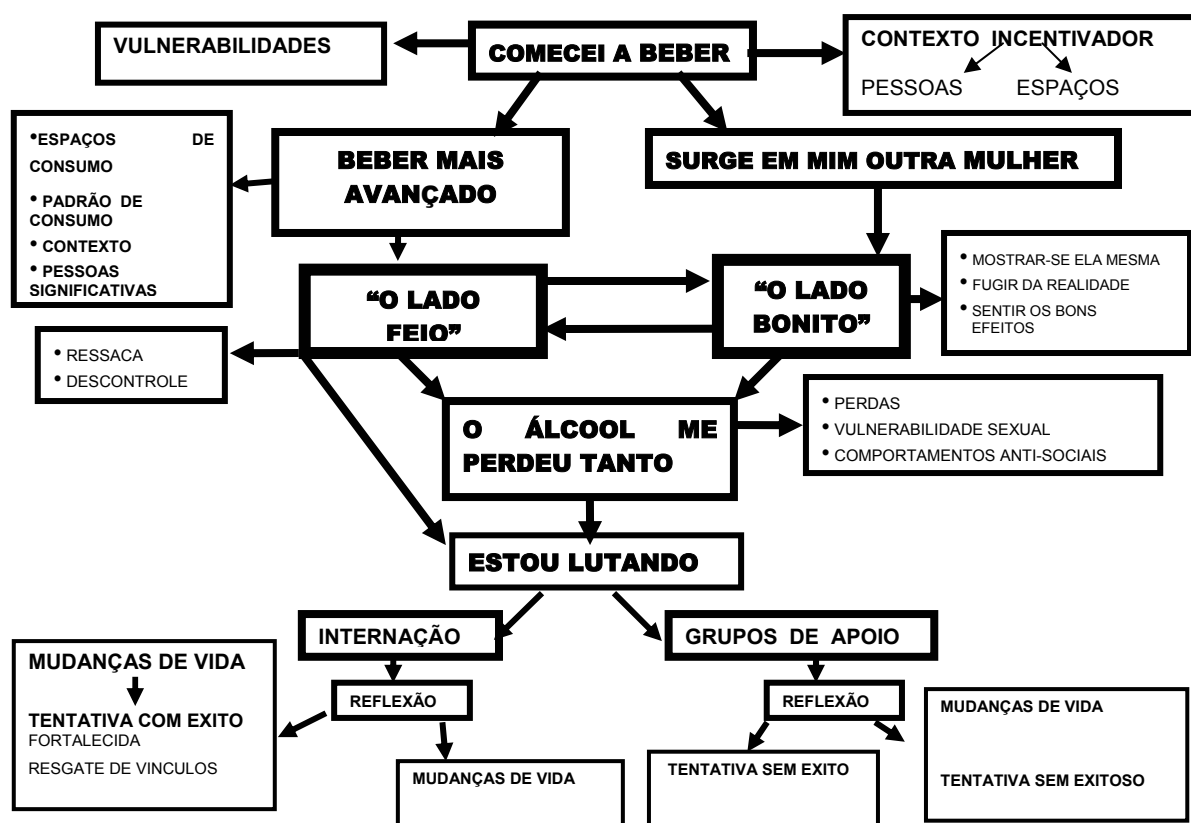 VULNERABILIDADES
COMECEI A BEBER
CONTEXTO INCENTIVADOR
PESSOAS ESPAÇOS
•ESPAÇOS DE
CONSUMO
• PADRÃO DE
CONSUMO
• CONTEXTO
• PESSOAS
SIGNIFICATIVAS
BEBER MAIS
AVANÇADO
SURGE EM MIM OUTRA MULHER
“O LADO
FEIO”
“O LADO
BONITO”
• MOSTRAR-SE ELA MESMA
• FUGIR DA REALIDADE
• SENTIR OS BONS
EFEITOS
• RESSACA
• DESCONTROLE
O ÁLCOOL ME
PERDEU TANTO
• PERDAS
• VULNERABILIDADE SEXUAL
• COMPORTAMENTOS ANTI-SOCIAIS
ESTOU LUTANDO
INTERNAÇÃO
GRUPOS DE APOIO
MUDANÇAS DE VIDA
TENTATIVA COM EXITO
FORTALECIDA
RESGATE DE VINCULOS
REFLEXÃO
REFLEXÃO
MUDANÇAS DE VIDA
TENTATIVA SEM EXITO
MUDANÇAS DE VIDA
TENTATIVA SEM EXITOSO